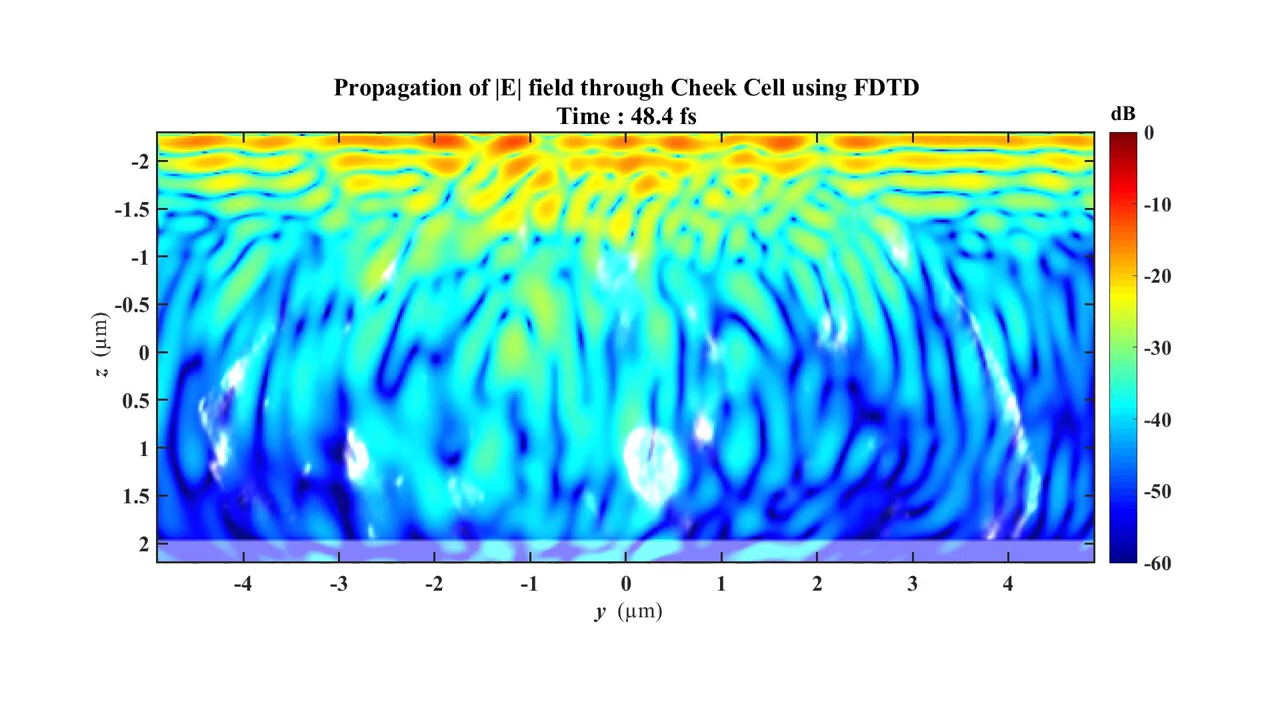 Propagation of |E| field through Cheek Cell using FDTD
Time : 48.4 fs
dB
0
-10
-20
-30
-40
-50
-60
-2
-1.5
-1
-0.5
0
0.5
1
1.5
2
z (μm)
-4 -3 -2 -1 0 1 2 3 4
y (μm)